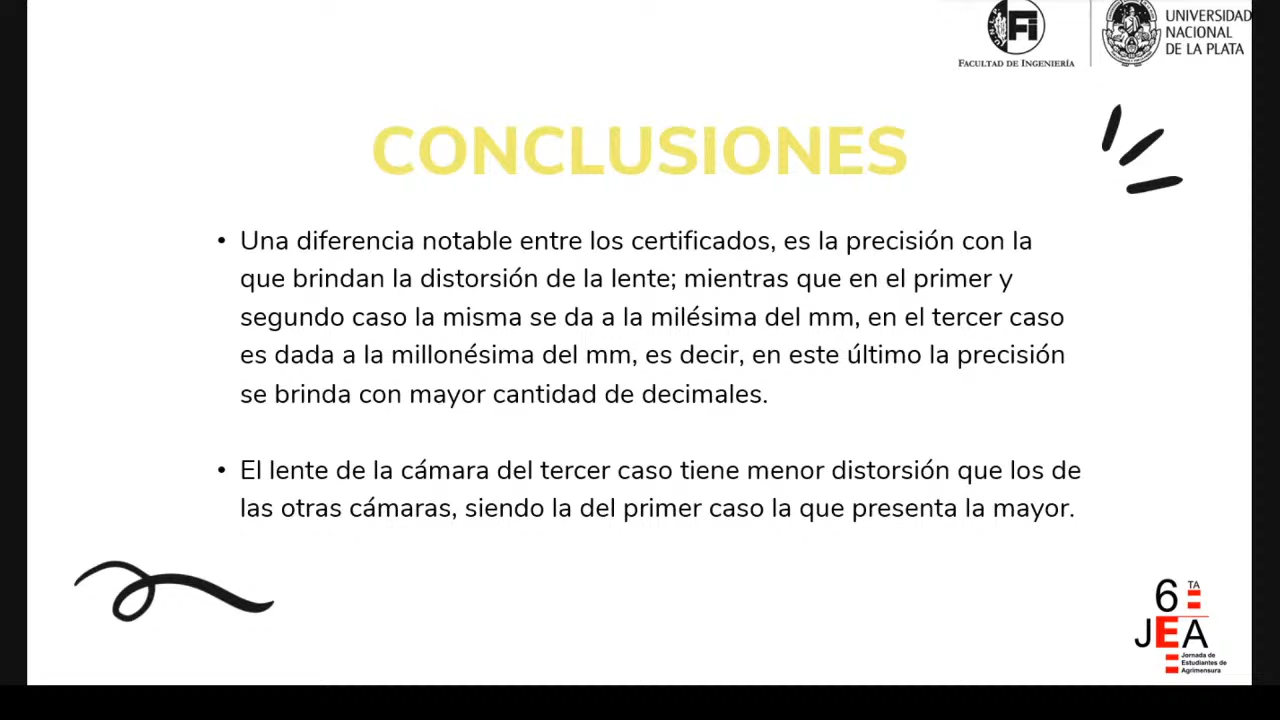 FACULTAD DE INGENIERÍA
UNIVERSIDAD
NACIONAL
DE LA PLATA
CONCLUSIONES
• Una diferencia notable entre los certificados, es la precisión con la
que brindan la distorsión de la lente; mientras que en el primer y
segundo caso la misma se da a la milésima del mm, en el tercer caso
es dada a la millonésima del mm, es decir, en este último la precisión
se brinda con mayor cantidad de decimales.
• El lente de la cámara del tercer caso tiene menor distorsión que los de
las otras cámaras, siendo la del primer caso la que presenta la mayor.
6 TA
JEA
Jornada de
Estudiantes de
Agrimensura